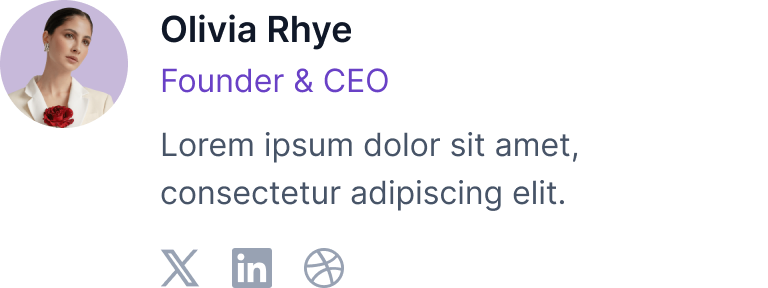 Olivia Rhye
Founder & CEO
Lorem ipsum dolor sit amet,
consectetur adipiscing elit.